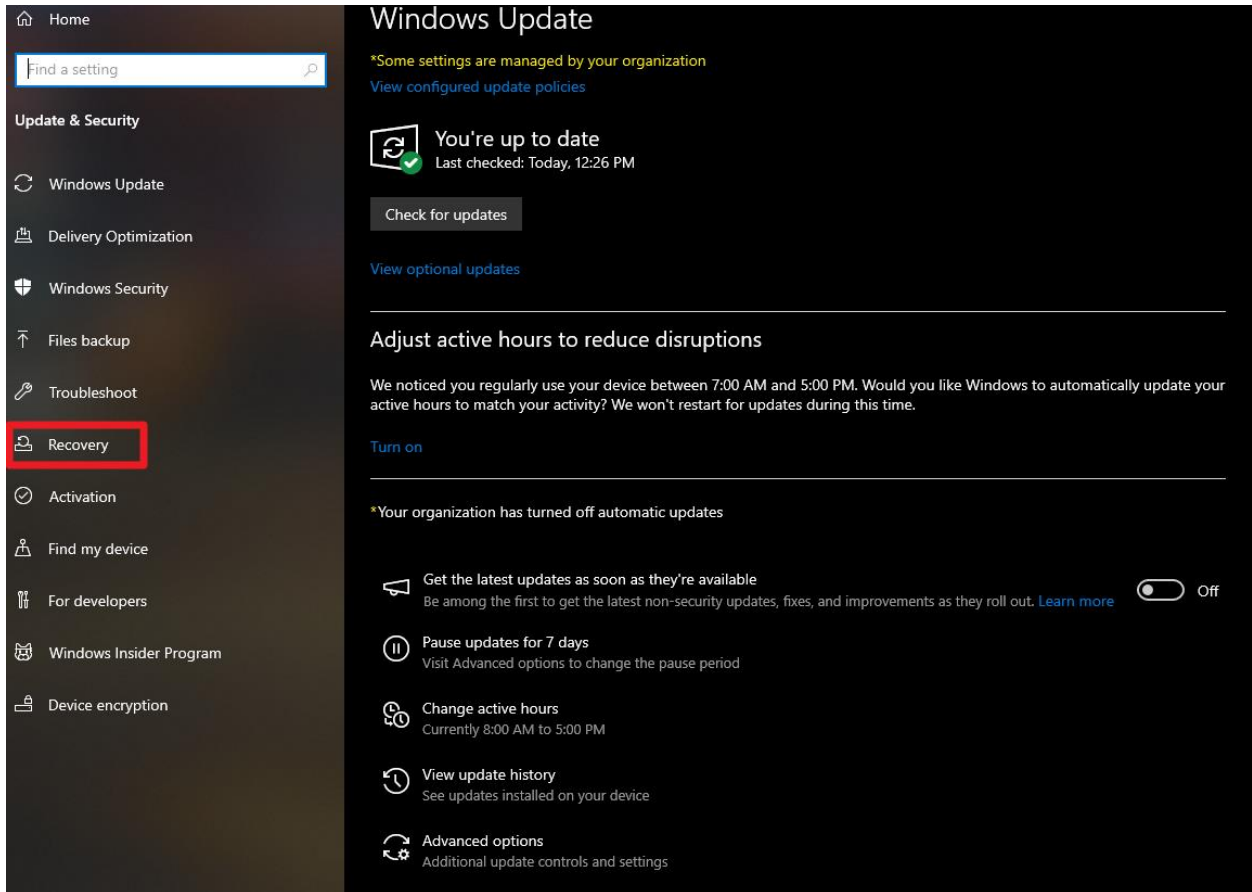 Home
Find a setting
Update & Security
Windows Update
Delivery Optimization
Windows Security
Files backup
Troubleshoot
Recovery
Activation
Find my device
For developers
Windows Insider Program
Device encryption
Windows Update
*Some settings are managed by your organization
View configured update policies
You're up to date
Last checked: Today, 12:26 PM
Check for updates
View optional updates
Adjust active hours to reduce disruptions
We noticed you regularly use your device between 7:00 AM and 5:00 PM. Would you like Windows to automatically update your
active hours to match your activity? We won't restart for updates during this time.
Turn on
*Your organization has turned off automatic updates
Get the latest updates as soon as they're available
Be among the first to get the latest non-security updates, fixes, and improvements as they roll out. Learn more
Off
Pause updates for 7 days
Visit Advanced options to change the pause period
Change active hours
Currently 8:00 AM to 5:00 PM
View update history
See updates installed on your device
Advanced options
Additional update controls and settings